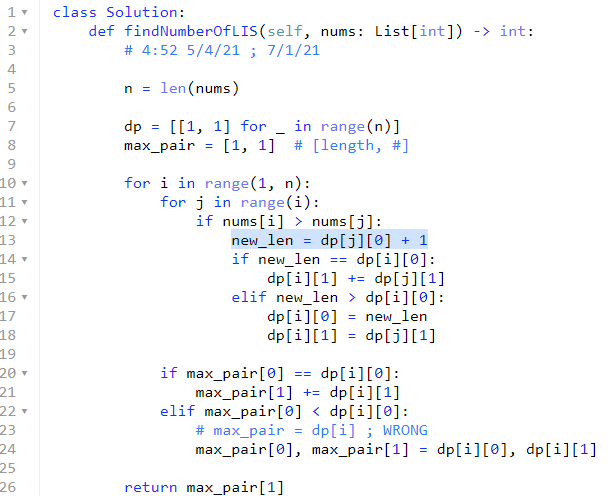 1 class Solution:
2 def findNumberOfLIS(self, nums: List[int]) -> int:
3 # 4:52 5/4/21 ; 7/1/21
4
5 n = len(nums)
6
7 dp = [[1, 1] for _ in range(n)]
8 max_pair = [1, 1]  # [length, #]
9
10 for i in range(1, n):
11 for j in range(i):
12 if nums[i] > nums[j]:
13 new_len = dp[j][0] + 1
14 if new_len == dp[i][0]:
15 dp[i][1] += dp[j][1]
16 elif new_len > dp[i][0]:
17 dp[i][0] = new_len
18 dp[i][1] = dp[j][1]
19
20 if max_pair[0] == dp[i][0]:
21 max_pair[1] += dp[i][1]
22 elif max_pair[0] < dp[i][0]:
23 # max_pair = dp[i] ; WRONG
24 max_pair[0], max_pair[1] = dp[i][0], dp[i][1]
25
26 return max_pair[1]